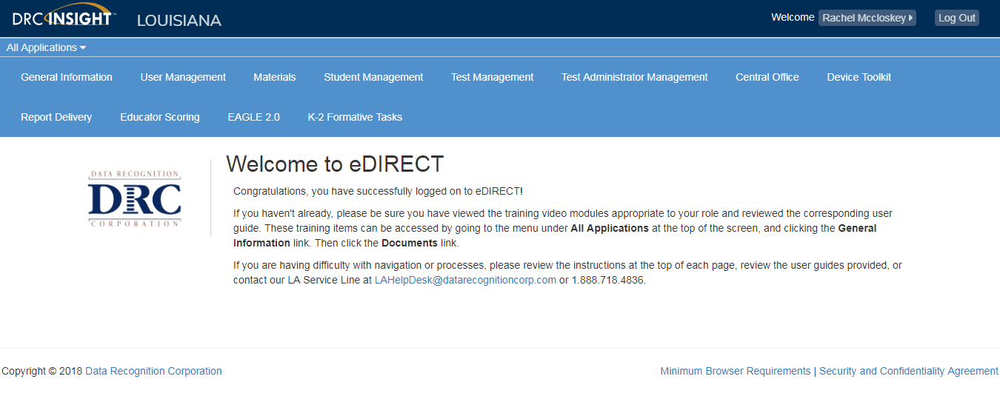 DRC INSIGHT™ LOUISIANA Welcome Rachel Mccloskey Log Out
All Applications
General Information User Management Materials Student Management Test Management Test Administrator Management Central Office Device Toolkit
Report Delivery Educator Scoring EAGLE 2.0 K-2 Formative Tasks
DATA RECOGNITION
DRC
CORPORATION
Welcome to eDIRECT
Congratulations, you have successfully logged on to eDIRECT!
If you haven't already, please be sure you have viewed the training video modules appropriate to your role and reviewed the corresponding user
guide. These training items can be accessed by going to the menu under All Applications at the top of the screen, and clicking the General
Information link. Then click the Documents link.
If you are having difficulty with navigation or processes, please review the instructions at the top of each page, review the user guides provided, or
contact our LA Service Line at LAHelpDesk@datarecognitioncorp.com or 1.888.718.4836.
Copyright © 2018 Data Recognition Corporation Minimum Browser Requirements | Security and Confidentiality Agreement